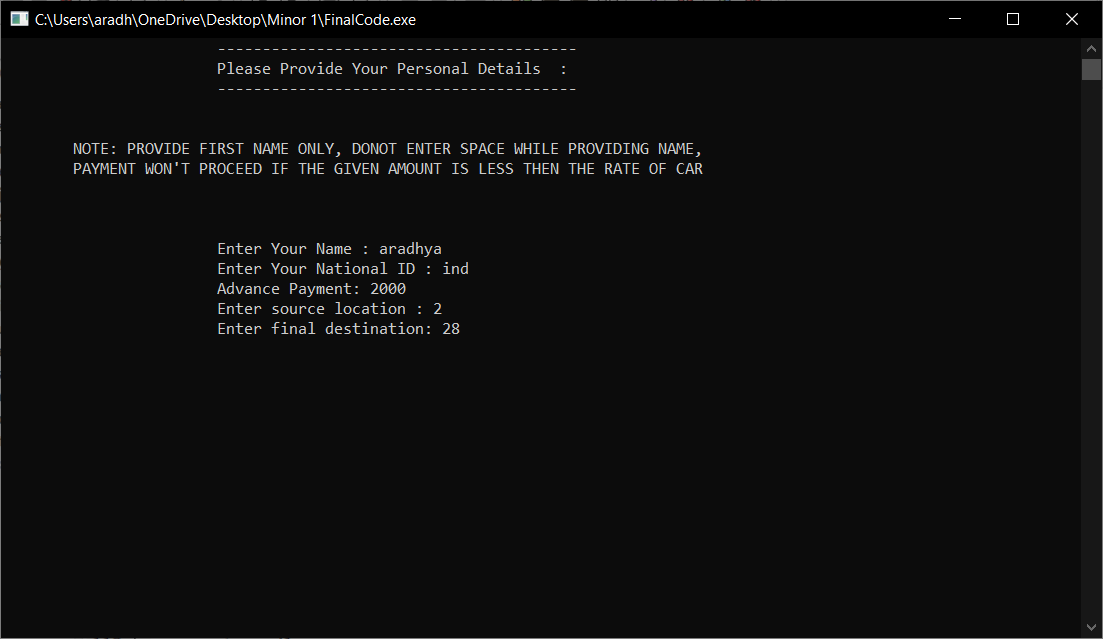 C:\Users\aradh\OneDrive\Desktop\Minor 1\FinalCode.exe
----------------------------------------
Please Provide Your Personal Details  :
----------------------------------------
NOTE: PROVIDE FIRST NAME ONLY, DONOT ENTER SPACE WHILE PROVIDING NAME,
PAYMENT WON'T PROCEED IF THE GIVEN AMOUNT IS LESS THEN THE RATE OF CAR
Enter Your Name : aradhya
Enter Your National ID : ind
Advance Payment: 2000
Enter source location : 2
Enter final destination: 28